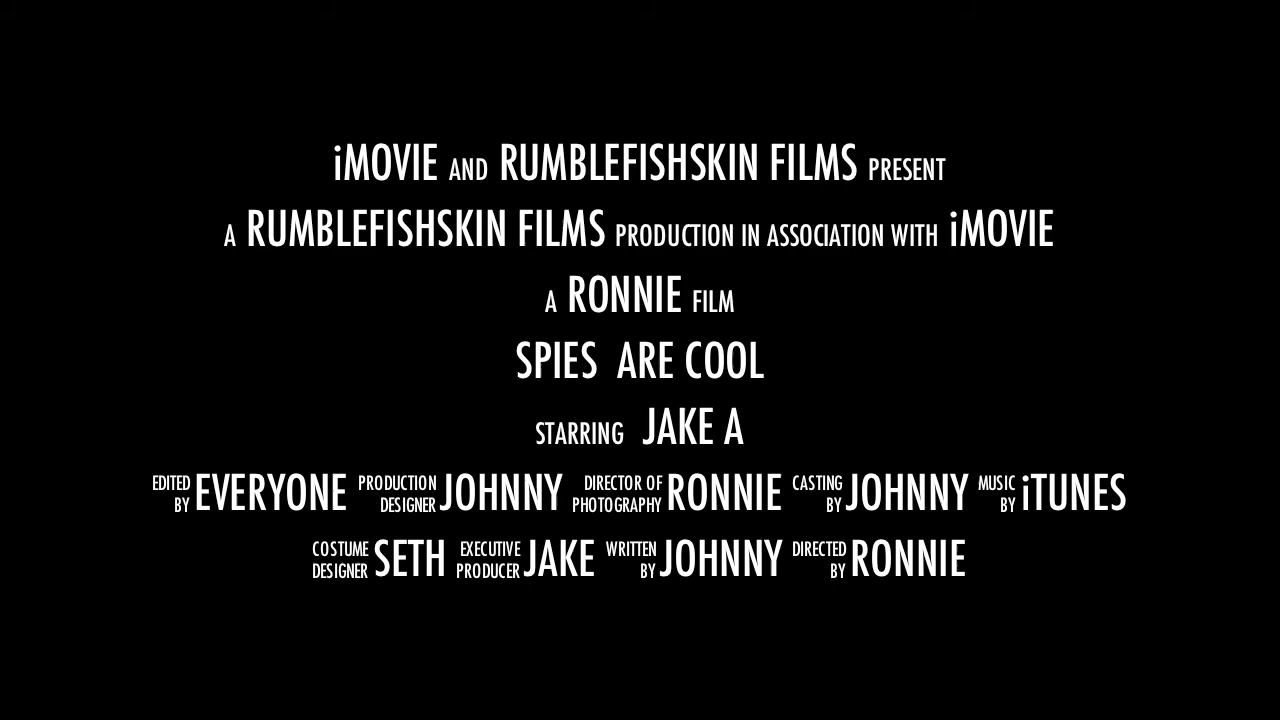 iMOVIE AND RUMBLEFISHSKIN FILMS PRESENT
A RUMBLEFISHSKIN FILMS PRODUCTION IN ASSOCIATION WITH iMOVIE
A RONNIE FILM
SPIES ARE COOL
STARRING JAKE A
EDITED BY EVERYONE PRODUCTION DESIGNER JOHNNY DIRECTOR OF PHOTOGRAPHY RONNIE CASTING BY JOHNNY MUSIC BY iTUNES
COSTUME DESIGNER SETH EXECUTIVE PRODUCER JAKE WRITTEN BY JOHNNY DIRECTED BY RONNIE